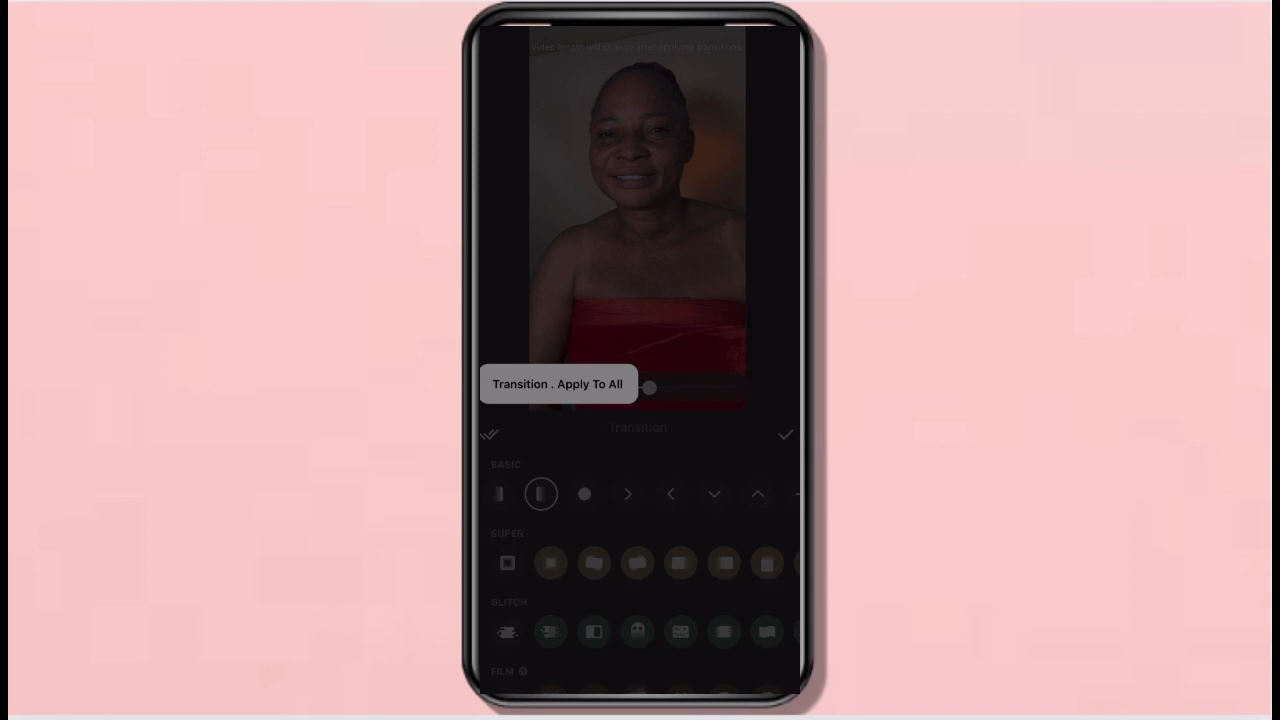 Video length will change after applying transitions.
Transition . Apply To All
Transition
BASIC
SUPER
GLITCH
FILM